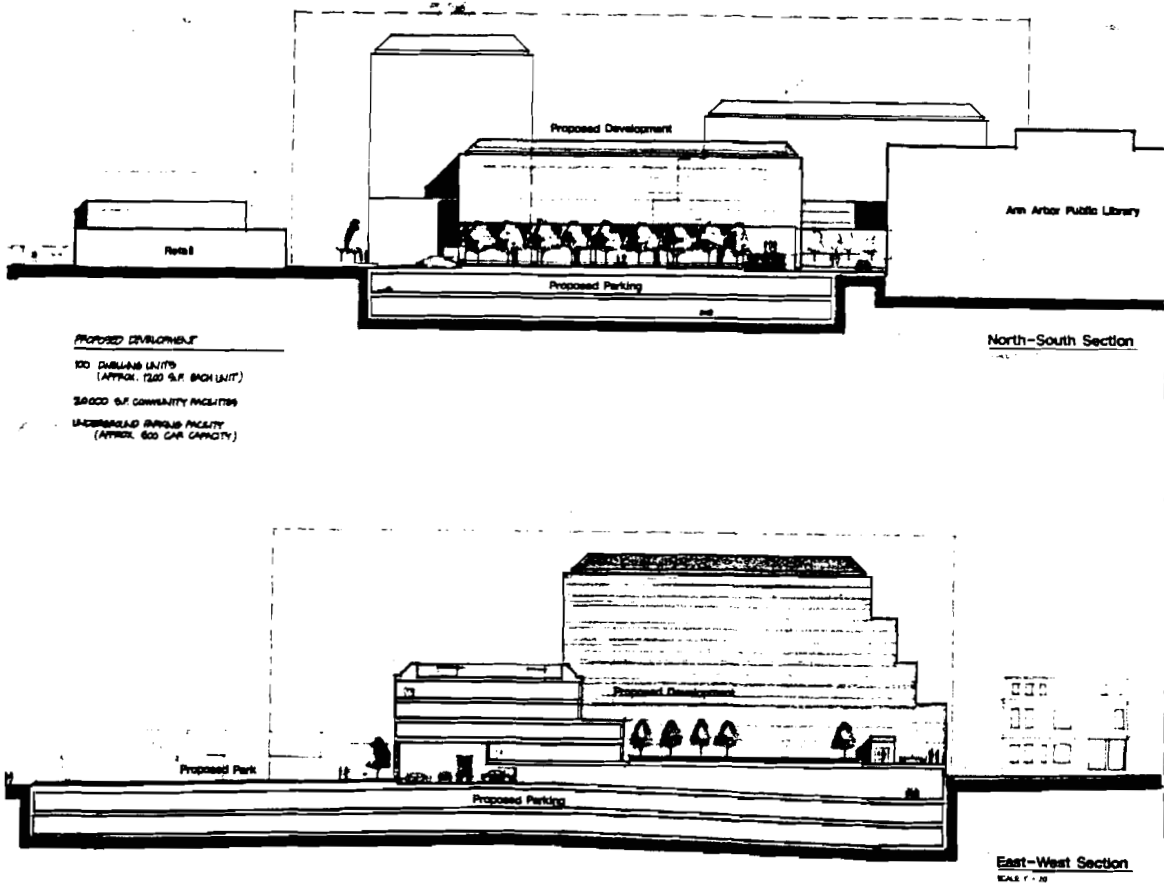 Proposed Development
Ann Arbor Public Library
Retail
Proposed Parking
North-South Section
PROPOSED DEVELOPMENT
100 DWELLING UNITS
(APPROX. 1200 S.F. EACH UNIT)
S.F. COMMUNITY FACILITIES
UNDERGROUND PARKING FACILITY
(APPROX. 600 CAR CAPACITY)
Proposed Development
Proposed Park
Proposed Parking
East-West Section
SCALE